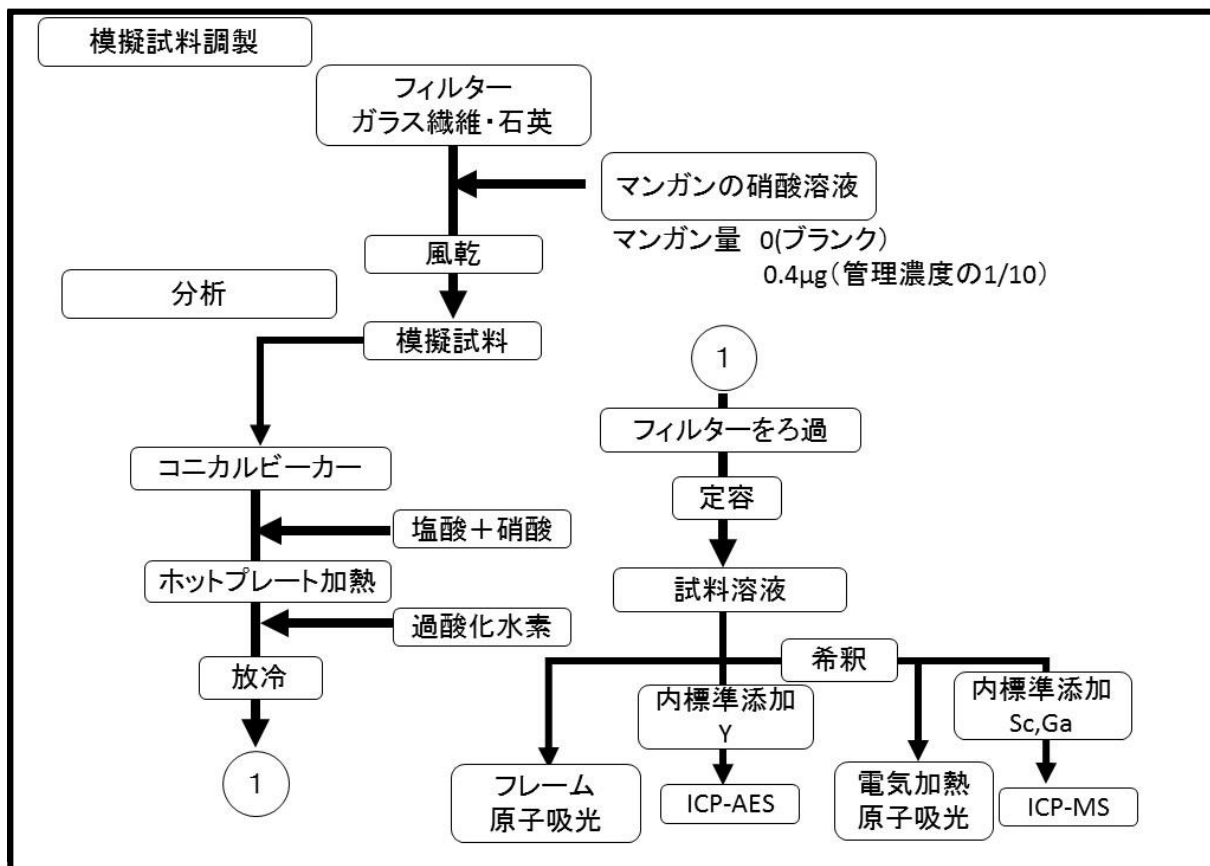 模擬試料調製
フィルター
ガラス繊維・石英
マンガンの硝酸溶液
マンガン量 0(ブランク）
0.4μg（管理濃度の1/10）
風乾
分析
模擬試料
コニカルビーカー
塩酸＋硝酸
ホットプレート加熱
過酸化水素
放冷
1
1
フィルターをろ過
定容
試料溶液
希釈
内標準添加
Y
内標準添加
Sc,Ga
フレーム
原子吸光
ICP-AES
電気加熱
原子吸光
ICP-MS